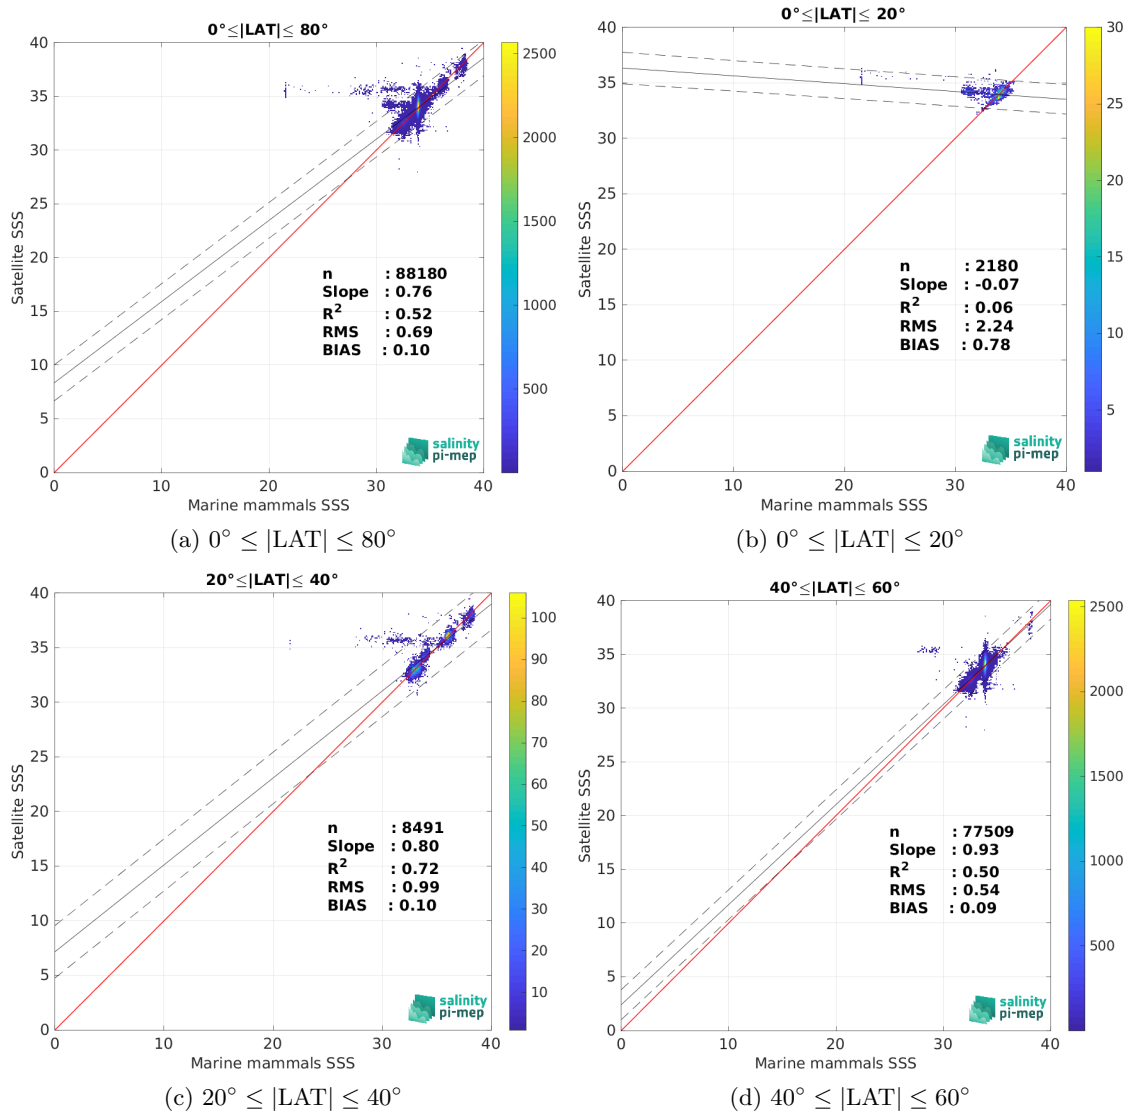 0°≤|LAT|≤ 80°
40
35
30
25
20
15
10
5
0
0
10
20
30
40
Satellite SSS
Marine mammals SSS
n : 88180
Slope : 0.76
R² : 0.52
RMS : 0.69
BIAS : 0.10
salinity
pi-mep
2500
2000
1500
1000
500
(a) 0° ≤ |LAT| ≤ 80°
0°≤|LAT|≤ 20°
40
35
30
25
20
15
10
5
0
0
10
20
30
40
Satellite SSS
Marine mammals SSS
n : 2180
Slope : -0.07
R² : 0.06
RMS : 2.24
BIAS : 0.78
salinity
pi-mep
30
25
20
15
10
5
(b) 0° ≤ |LAT| ≤ 20°
20°≤|LAT|≤ 40°
40
35
30
25
20
15
10
5
0
0
10
20
30
40
Satellite SSS
Marine mammals SSS
n : 8491
Slope : 0.80
R² : 0.72
RMS : 0.99
BIAS : 0.10
salinity
pi-mep
100
90
80
70
60
50
40
30
20
10
(c) 20° ≤ |LAT| ≤ 40°
40°≤|LAT|≤ 60°
40
35
30
25
20
15
10
5
0
0
10
20
30
40
Satellite SSS
Marine mammals SSS
n : 77509
Slope : 0.93
R² : 0.50
RMS : 0.54
BIAS : 0.09
salinity
pi-mep
2500
2000
1500
1000
500
(d) 40° ≤ |LAT| ≤ 60°